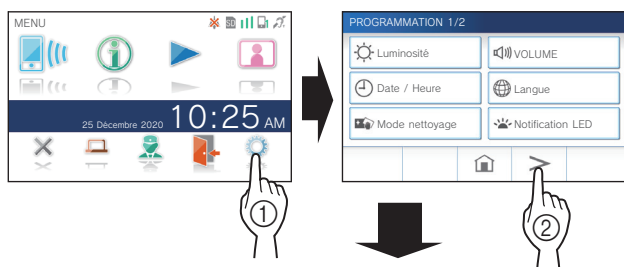 MENU
SD
25 Décembre 2020 10:25 AM
①
PROGRAMMATION 1/2
Luminosité
VOLUME
Date / Heure
Langue
Mode nettoyage
Notification LED
②